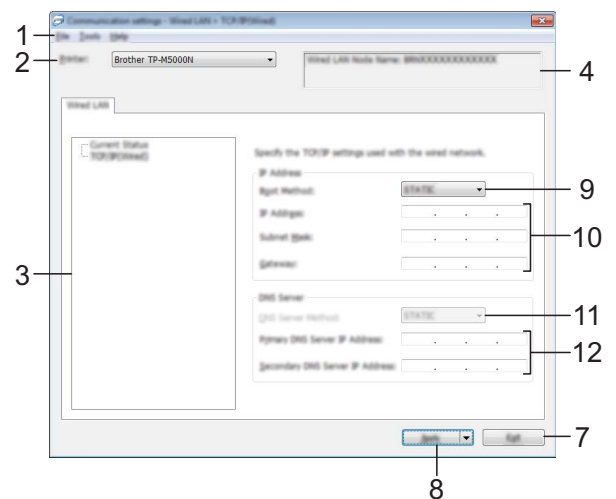 Communication settings - Wired LAN > TCP/IP(Wired)
1 File Tools Help
2 Printer: Brother TP-M5000N
Wired LAN Node Name: BRNXXXXXXXXXXXX 4
Wired LAN
3
Current Status
TCP/IP(Wired)
Specify the TCP/IP settings used with the wired network.
IP Address
Boot Method: STATIC 9
IP Address: . . .
Subnet Mask: . . . 10
Gateway: . . .
DNS Server
DNS Server Method: STATIC 11
Primary DNS Server IP Address: . . .
12
Secondary DNS Server IP Address: . . .
Apply Exit 7
8